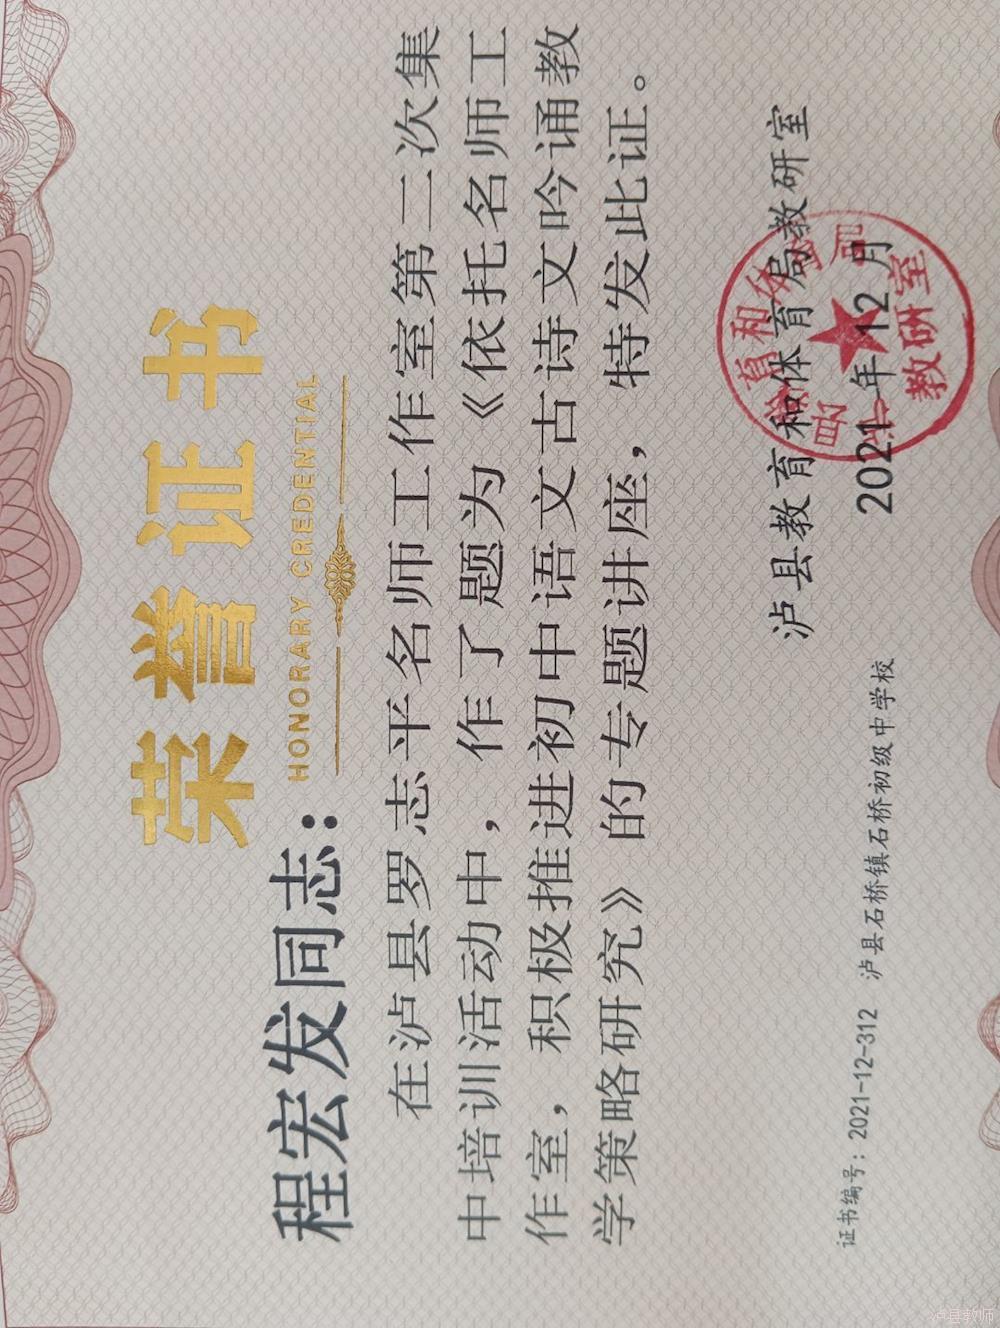 荣誉证书
HONORARY CREDENTIAL
程宏发同志：
在泸县罗志平名师工作室第二次集
中培训活动中，作了题为《依托名师工
作室，积极推进初中语文古诗文吟诵教
学策略研究》的专题讲座，特发此证。
泸县教育和体育局教研室
2021年12月
证书编号：2021-12-312 泸县石桥镇石桥初级中学校
教研室
泸县教师